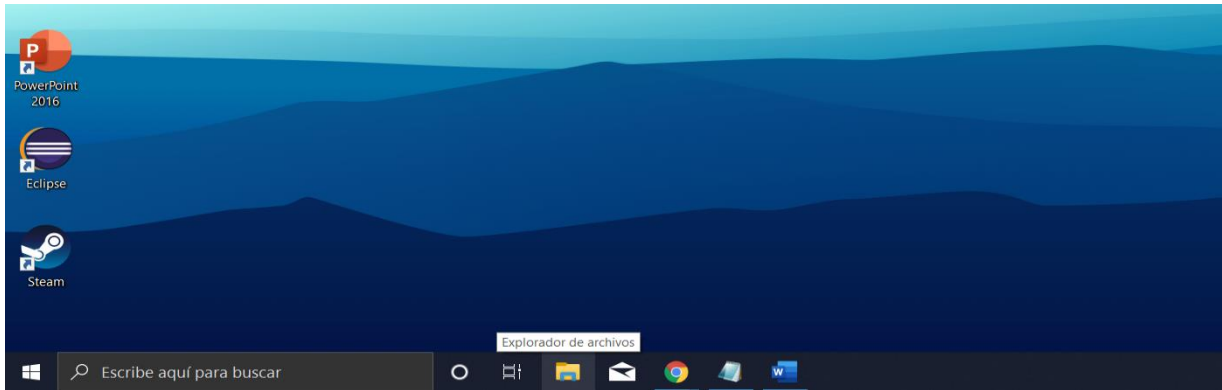 P
PowerPoint
2016
Eclipse
Steam
Explorador de archivos
Escribe aquí para buscar
W